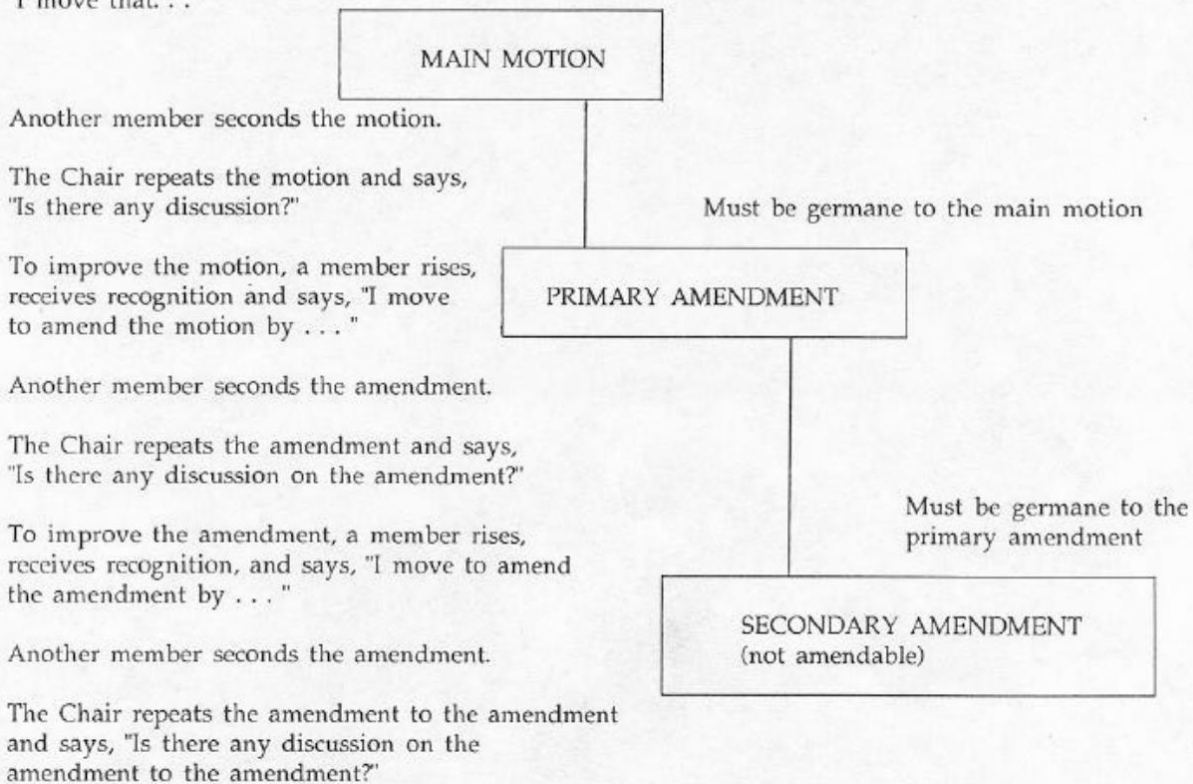 "I move that. . .
MAIN MOTION
Another member seconds the motion.
The Chair repeats the motion and says,
"Is there any discussion?"
Must be germane to the main motion
To improve the motion, a member rises,
receives recognition and says, "I move
to amend the motion by . . . "
PRIMARY AMENDMENT
Another member seconds the amendment.
The Chair repeats the amendment and says,
"Is there any discussion on the amendment?"
Must be germane to the
primary amendment
To improve the amendment, a member rises,
receives recognition, and says, "I move to amend
the amendment by . . . "
SECONDARY AMENDMENT
(not amendable)
Another member seconds the amendment.
The Chair repeats the amendment to the amendment
and says, "Is there any discussion on the
amendment to the amendment?"